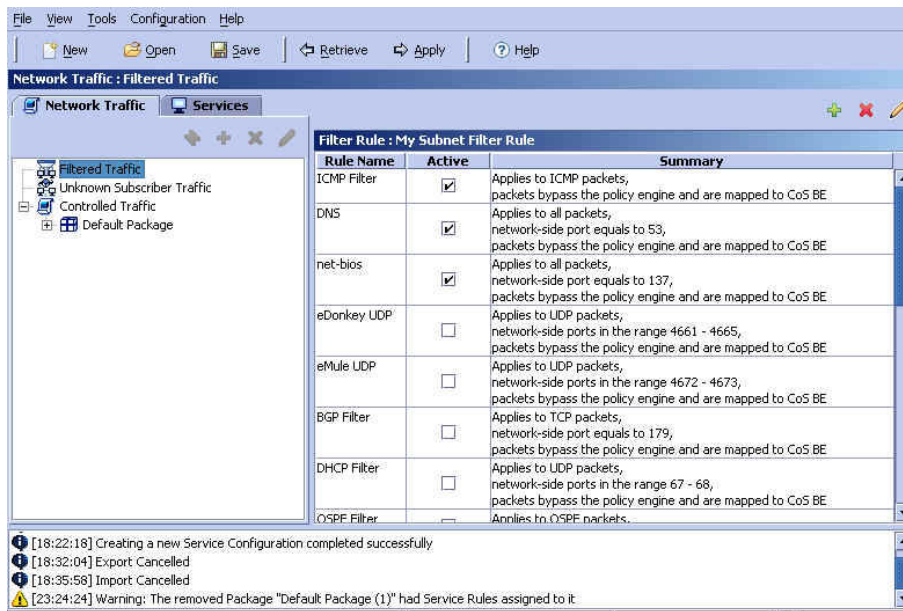 File View Tools Configuration Help
New Open Save Retrieve Apply Help
Network Traffic : Filtered Traffic
Network Traffic Services
Filtered Traffic
Unknown Subscriber Traffic
Controlled Traffic
Default Package
Filter Rule : My Subnet Filter Rule
Rule Name Active Summary
ICMP Filter
Applies to ICMP packets,
packets bypass the policy engine and are mapped to CoS BE
DNS
Applies to all packets,
network-side port equals to 53,
packets bypass the policy engine and are mapped to CoS BE
net-bios
Applies to all packets,
network-side port equals to 137,
packets bypass the policy engine and are mapped to CoS BE
eDonkey UDP
Applies to UDP packets,
network-side ports in the range 4661 - 4665,
packets bypass the policy engine and are mapped to CoS BE
eMule UDP
Applies to UDP packets,
network-side ports in the range 4672 - 4673,
packets bypass the policy engine and are mapped to CoS BE
BGP Filter
Applies to TCP packets,
network-side port equals to 179,
packets bypass the policy engine and are mapped to CoS BE
DHCP Filter
Applies to UDP packets,
network-side ports in the range 67 - 68,
packets bypass the policy engine and are mapped to CoS BE
OSPF Filter
Applies to OSPF packets,
[18:22:18] Creating a new Service Configuration completed successfully
[18:32:04] Export Cancelled
[18:35:58] Import Cancelled
[23:24:24] Warning: The removed Package "Default Package (1)" had Service Rules assigned to it